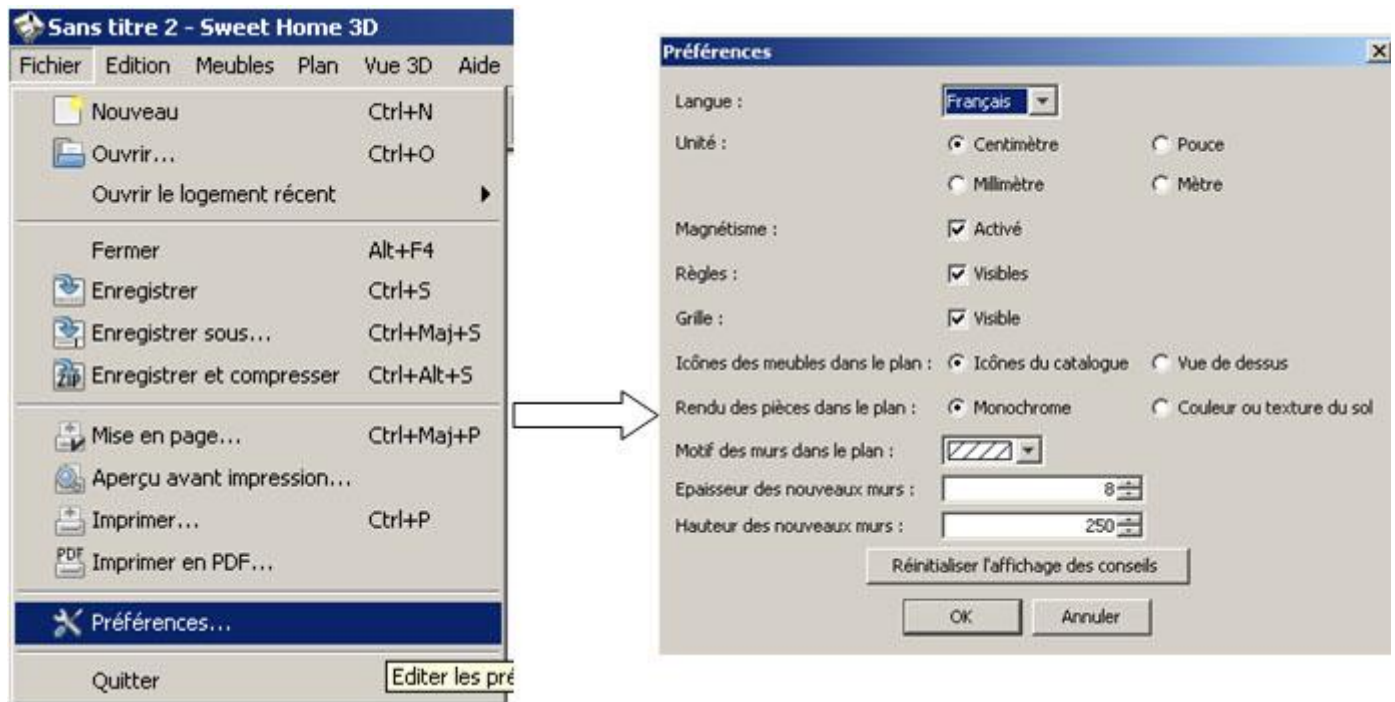 Sans titre 2 - Sweet Home 3D
Fichier Edition Meubles Plan Vue 3D Aide
Nouveau Ctrl+N
Ouvrir... Ctrl+O
Ouvrir le logement récent
Fermer Alt+F4
Enregistrer Ctrl+S
Enregistrer sous... Ctrl+Maj+S
ZIP Enregistrer et compresser Ctrl+Alt+S
Mise en page... Ctrl+Maj+P
Aperçu avant impression...
Imprimer... Ctrl+P
PDF Imprimer en PDF...
Préférences...
Quitter
Editer les pré
Préférences
Langue : Français
Unité : Centimètre Pouce
Millimètre Mètre
Magnétisme : Activé
Règles : Visibles
Grille : Visible
Icônes des meubles dans le plan : Icônes du catalogue Vue de dessus
Rendu des pièces dans le plan : Monochrome Couleur ou texture du sol
Motif des murs dans le plan :
Epaisseur des nouveaux murs : 8
Hauteur des nouveaux murs : 250
Réinitialiser l'affichage des conseils
OK Annuler